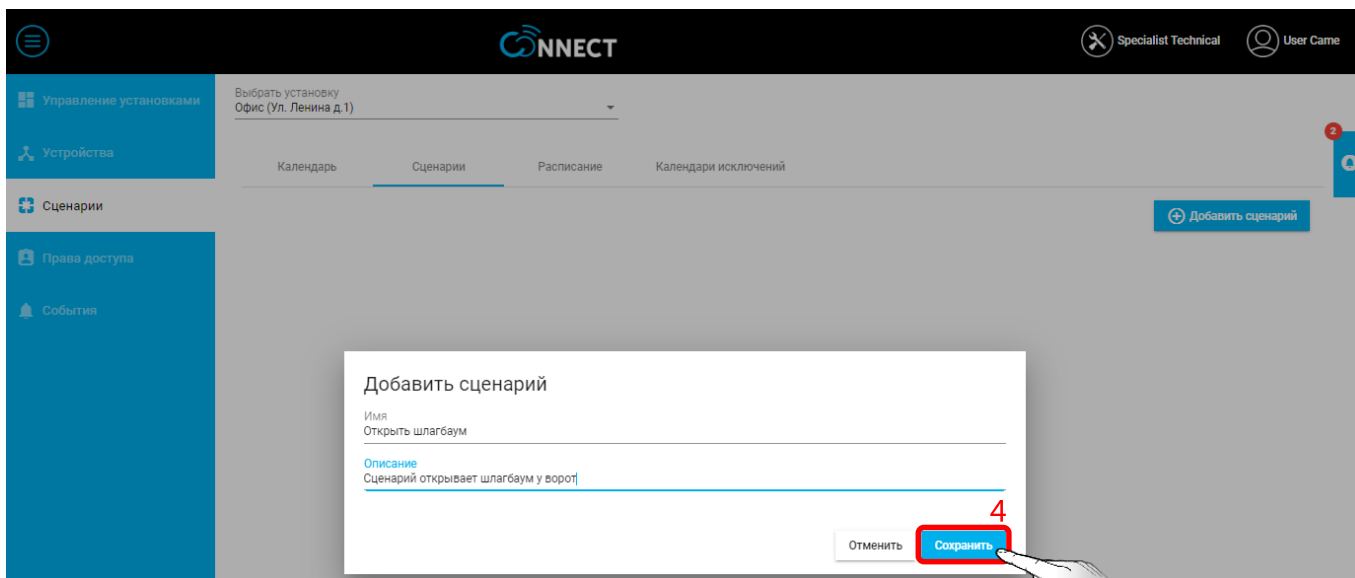 CONNECT
Specialist Technical
User Came
Управление установками
Устройства
Сценарии
Права доступа
События
Выбрать установку
Офис (Ул. Ленина д.1)
2
Календарь Сценарии Расписание Календари исключений
Добавить сценарий
Добавить сценарий
Имя
Открыть шлагбаум
Описание
Сценарий открывает шлагбаум у ворот
4
Отменить Сохранить